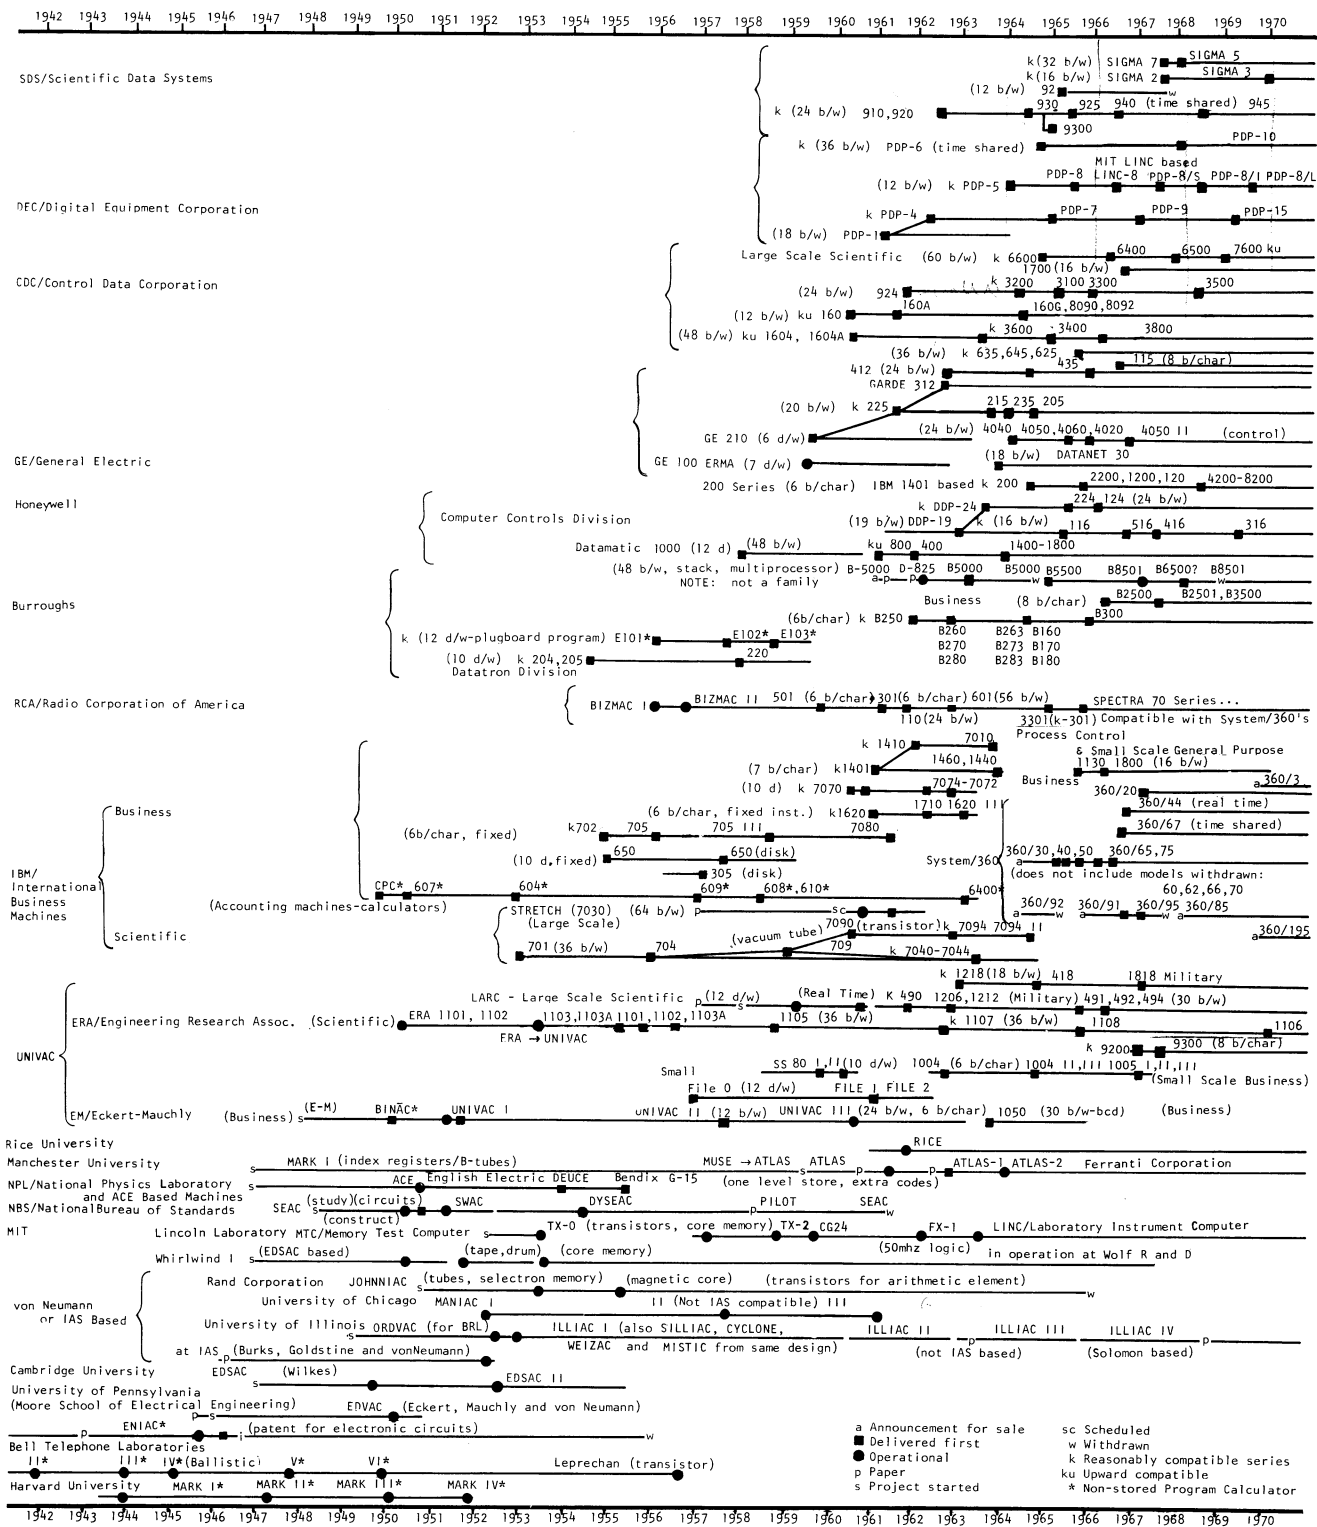 1942 1943 1944 1945 1946 1947 1948 1949 1950 1951 1952 1953 1954 1955 1956 1957 1958 1959 1960 1961 1962 1963 1964 1965 1966 1967 1968 1969 1970
k(32 b/w) SIGMA 7 SIGMA 5
SDS/Scientific Data Systems
k(16 b/w) SIGMA 2 SIGMA 3
(12 b/w) 92 w
k (24 b/w) 910,920 930 925 940 (time shared) 945
9300
k (36 b/w) PDP-6 (time shared) PDP-10
MIT LINC based
(12 b/w) k PDP-5 PDP-8 LINC-8 PDP-8/S PDP-8/I PDP-8/L
DEC/Digital Equipment Corporation
k PDP-4 PDP-7 PDP-9 PDP-15
(18 b/w) PDP-1
Large Scale Scientific (60 b/w) k 6600 6400 6500 7600 ku
1700 (16 b/w)
CDC/Control Data Corporation
(24 b/w) 924 k 3200 3100 3300 3500
(12 b/w) ku 160 160A 160G,8090,8092
(48 b/w) ku 1604, 1604A k 3600 3400 3800
(36 b/w) k 635,645,625
435 115 (8 b/char)
412 (24 b/w)
GARDE 312
(20 b/w) k 225 215 235 205
GE 210 (6 d/w) (24 b/w) 4040 4050,4060,4020 4050 II (control)
GE/General Electric
GE 100 ERMA (7 d/w) (18 b/w) DATANET 30
200 Series (6 b/char) IBM 1401 based k 200 2200,1200,120 4200-8200
Honeywell
k DDP-24 224 124 (24 b/w)
Computer Controls Division
(19 b/w) DDP-19 k (16 b/w) 116 516 416 316
Datamatic 1000 (12 d) (48 b/w) ku 800 400 1400-1800
(48 b/w, stack, multiprocessor) B-5000 D-825 B5000 B5000 B5500 B8501 B6500? B8501
NOTE: not a family a p p w w
Burroughs
Business (8 b/char) B2500 B2501,B3500
(6b/char) k B250 B300
B260 B263 B160
B270 B273 B170
B280 B283 B180
k (12 d/w-plugboard program) E101* E102* E103*
(10 d/w) k 204,205 220
Datatron Division
RCA/Radio Corporation of America
BIZMAC I BIZMAC II 501 (6 b/char) 301(6 b/char) 601(56 b/w) SPECTRA 70 Series...
110(24 b/w) 3301(k-301) Compatible with System/360's
Process Control
& Small Scale General Purpose
k 1410 7010
(7 b/char) k1401 1460,1440 1130 1800 (16 b/w)
Business a 360/3
(10 d) k 7070 7074-7072 360/20
Business
(6 b/char, fixed inst.) k1620 1710 1620 III 360/44 (real time)
(6b/char, fixed) k702 705 705 III 7080 360/67 (time shared)
(10 d,fixed) 650 650(disk) System/360 a 360/30,40,50 360/65,75
305 (disk) (does not include models withdrawn:
60,62,66,70
IBM/
International
Business
Machines
CPC* 607* 604* 609* 608*,610* 6400*
(Accounting machines-calculators)
STRETCH (7030) (64 b/w) p sc a 360/92 w a 360/91 360/95 w a 360/85
(Large Scale)
Scientific
(vacuum tube) 7090 (transistor) k 7094 7094 II a 360/195
701 (36 b/w) 704 709 k 7040-7044
k 1218(18 b/w) 418 1818 Military
LARC - Large Scale Scientific p (12 d/w) s (Real Time) K 490 1206,1212 (Military) 491,492,494 (30 b/w)
ERA/Engineering Research Assoc. (Scientific) ERA 1101, 1102 1103,1103A 1101,1102,1103A 1105 (36 b/w) k 1107 (36 b/w) 1108 1106
ERA → UNIVAC
UNIVAC
k 9200 9300 (8 b/char)
Small SS 80 I,II(10 d/w) 1004 (6 b/char) 1004 II,III 1005 I,II,III
(Small Scale Business)
File 0 (12 d/w) FILE I FILE 2
EM/Eckert-Mauchly (Business) s (E-M) BINAC* UNIVAC I UNIVAC II (12 b/w) UNIVAC III (24 b/w, 6 b/char) 1050 (30 b/w-bcd) (Business)
Rice University RICE
Manchester University s MARK I (index registers/B-tubes) MUSE → ATLAS s ATLAS p p ATLAS-1 ATLAS-2 Ferranti Corporation
(one level store, extra codes)
NPL/National Physics Laboratory s ACE English Electric DEUCE Bendix G-15
and ACE Based Machines
NBS/National Bureau of Standards SEAC s (study)(circuits) SWAC DYSEAC p PILOT SEAC w
(construct)
MIT Lincoln Laboratory MTC/Memory Test Computer s TX-0 (transistors, core memory) TX-2 CG24 FX-1 LINC/Laboratory Instrument Computer
(50mhz logic) in operation at Wolf R and D
Whirlwind I s (EDSAC based) (tape,drum) (core memory)
Rand Corporation JOHNNIAC s (tubes, selectron memory) (magnetic core) (transistors for arithmetic element) w
von Neumann
or IAS Based
University of Chicago MANIAC I II (Not IAS compatible) III
University of Illinois s ORDVAC (for BRL) ILLIAC I (also SILLIAC, CYCLONE, ILLIAC II p ILLIAC III ILLIAC IV p
WEIZAC and MISTIC from same design) (not IAS based) (Solomon based)
at IAS p (Burks, Goldstine and vonNeumann)
Cambridge University EDSAC s (Wilkes) EDSAC II
University of Pennsylvania
(Moore School of Electrical Engineering) p s EDVAC (Eckert, Mauchly and von Neumann)
p ENIAC* i (patent for electronic circuits) w
Bell Telephone Laboratories
II* III* IV*(Ballistic) V* VI* Leprechan (transistor)
Harvard University MARK I* MARK II* MARK III* MARK IV*
a Announcement for sale
■ Delivered first
● Operational
p Paper
s Project started
sc Scheduled
w Withdrawn
k Reasonably compatible series
ku Upward compatible
* Non-stored Program Calculator
1942 1943 1944 1945 1946 1947 1948 1949 1950 1951 1952 1953 1954 1955 1956 1957 1958 1959 1960 1961 1962 1963 1964 1965 1966 1967 1968 1969 1970